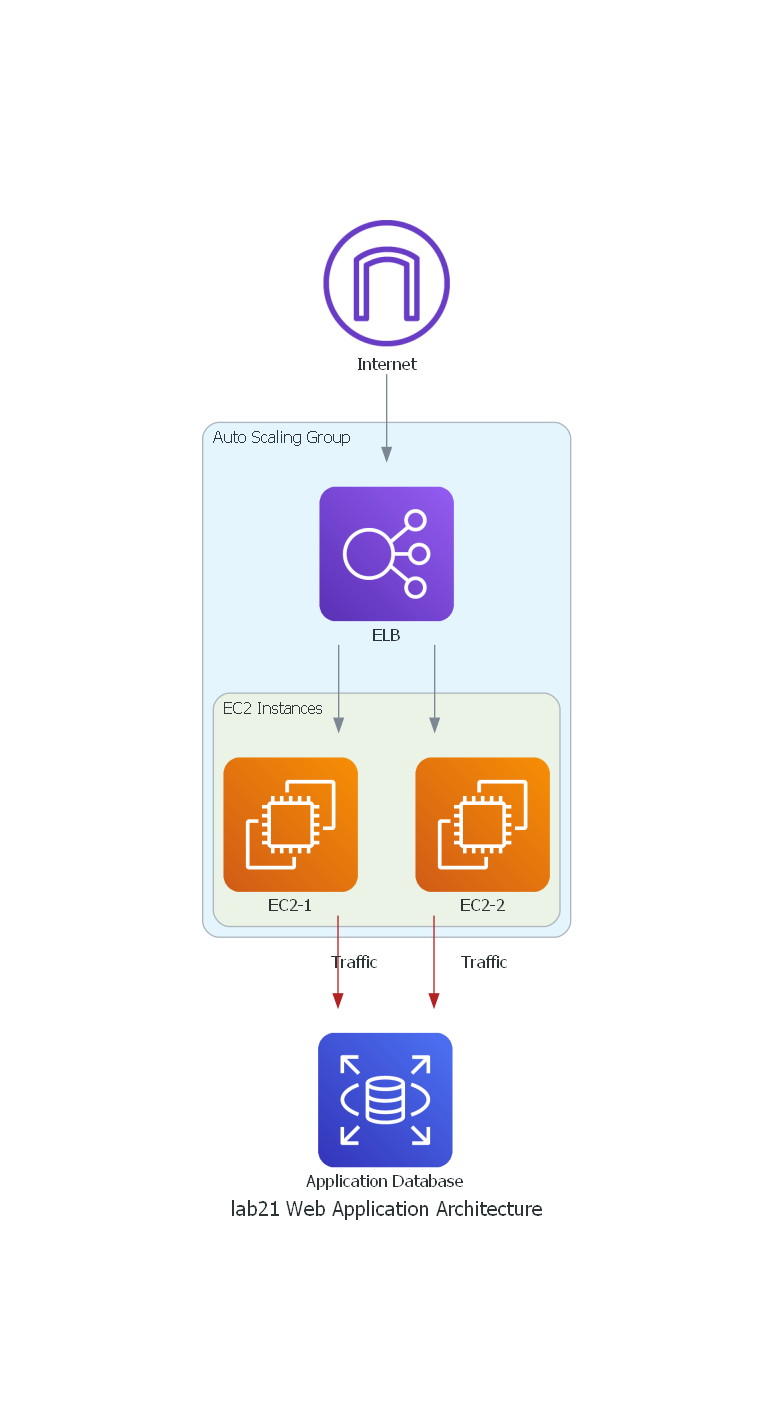 Internet
Auto Scaling Group
ELB
EC2 Instances
EC2-1
EC2-2
Traffic
Traffic
Application Database
lab21 Web Application Architecture